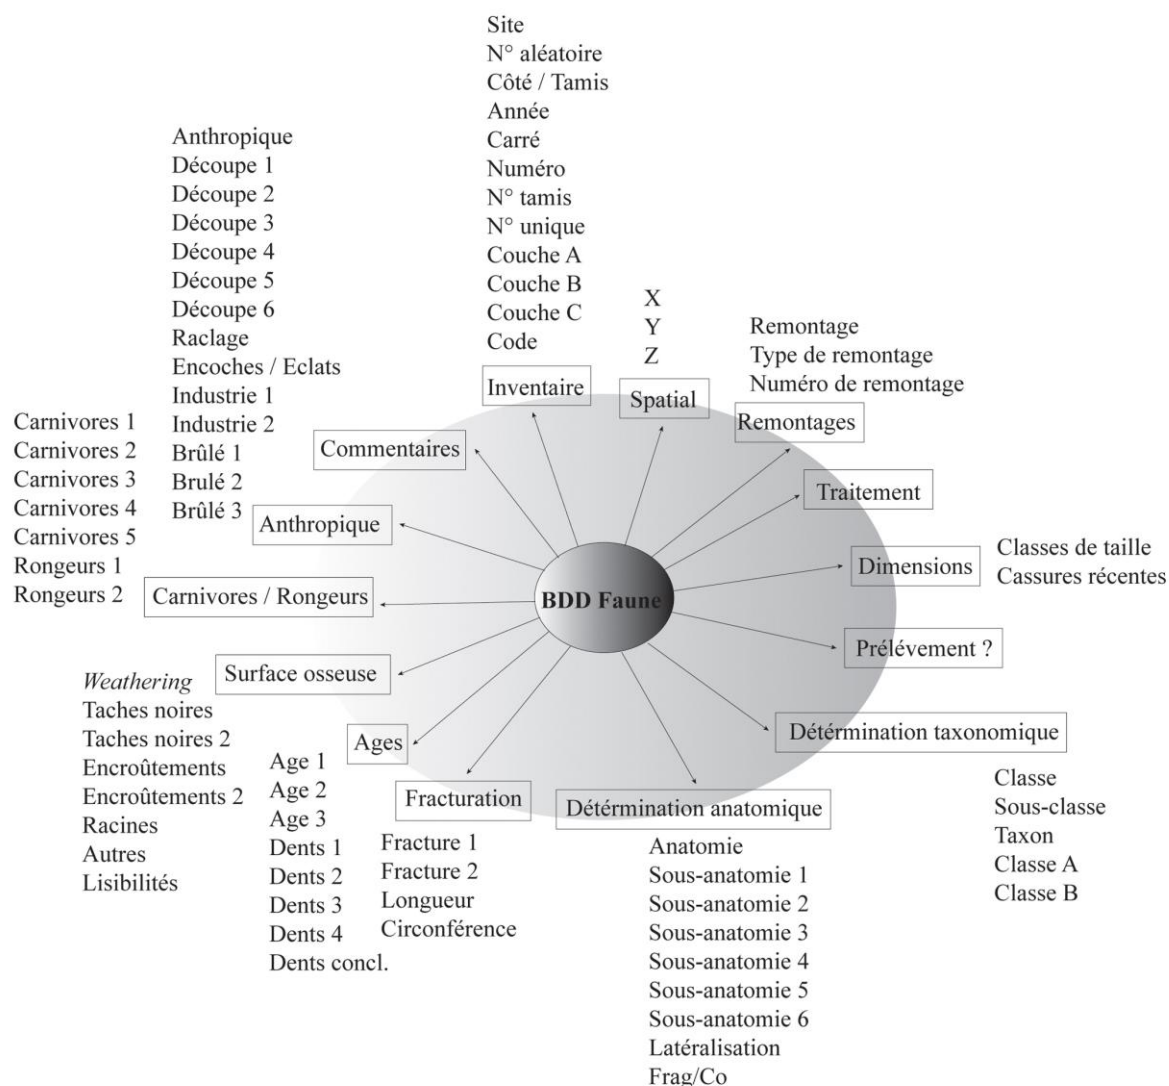 Site
N° aléatoire
Côté / Tamis
Année
Carré
Numéro
N° tamis
N° unique
Couche A
Couche B
Couche C
Code
Inventaire
X
Y
Z
Spatial
Remontage
Type de remontage
Numéro de remontage
Remontages
Traitement
Classes de taille
Cassures récentes
Dimensions
Prélévement ?
Détérmination taxonomique
Classe
Sous-classe
Taxon
Classe A
Classe B
Détérmination anatomique
Anatomie
Sous-anatomie 1
Sous-anatomie 2
Sous-anatomie 3
Sous-anatomie 4
Sous-anatomie 5
Sous-anatomie 6
Latéralisation
Frag/Co
Fracturation
Fracture 1
Fracture 2
Longueur
Circonférence
Ages
Age 1
Age 2
Age 3
Dents 1
Dents 2
Dents 3
Dents 4
Dents concl.
Surface osseuse
Weathering
Taches noires
Taches noires 2
Encroûtements
Encroûtements 2
Racines
Autres
Lisibilités
Carnivores / Rongeurs
Carnivores 1
Carnivores 2
Carnivores 3
Carnivores 4
Carnivores 5
Rongeurs 1
Rongeurs 2
Anthropique
Anthropique
Découpe 1
Découpe 2
Découpe 3
Découpe 4
Découpe 5
Découpe 6
Raclage
Encoches / Eclats
Industrie 1
Industrie 2
Brûlé 1
Brulé 2
Brûlé 3
Commentaires
BDD Faune